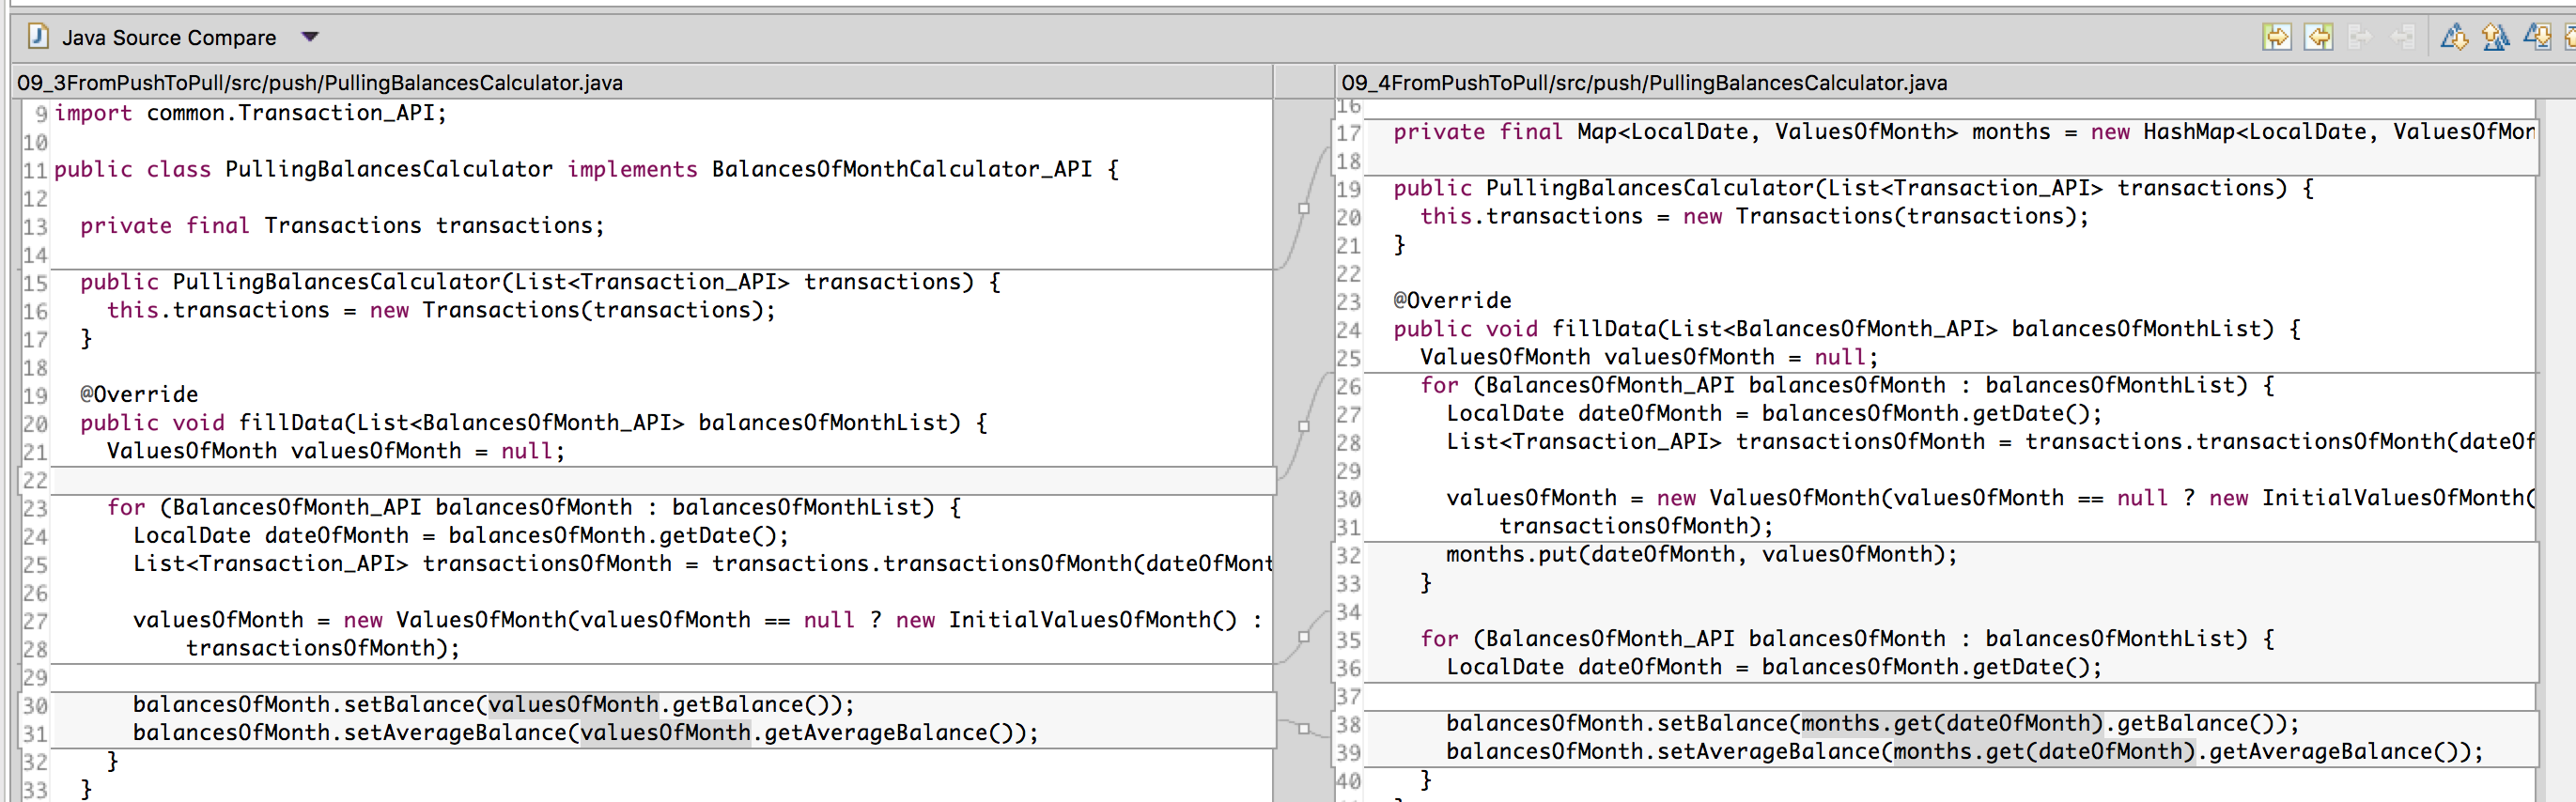 Java Source Compare
09_3FromPushToPull/src/push/PullingBalancesCalculator.java
9 import common.Transaction_API;
10
11 public class PullingBalancesCalculator implements BalancesOfMonthCalculator_API {
12
13 private final Transactions transactions;
14
15 public PullingBalancesCalculator(List<Transaction_API> transactions) {
16 this.transactions = new Transactions(transactions);
17 }
18
19 @Override
20 public void fillData(List<BalancesOfMonth_API> balancesOfMonthList) {
21 ValuesOfMonth valuesOfMonth = null;
22
23 for (BalancesOfMonth_API balancesOfMonth : balancesOfMonthList) {
24 LocalDate dateOfMonth = balancesOfMonth.getDate();
25 List<Transaction_API> transactionsOfMonth = transactions.transactionsOfMonth(dateOfMont
26
27 valuesOfMonth = new ValuesOfMonth(valuesOfMonth == null ? new InitialValuesOfMonth() :
28 transactionsOfMonth);
29
30 balancesOfMonth.setBalance(valuesOfMonth.getBalance());
31 balancesOfMonth.setAverageBalance(valuesOfMonth.getAverageBalance());
32 }
33 }
09_4FromPushToPull/src/push/PullingBalancesCalculator.java
16
17 private final Map<LocalDate, ValuesOfMonth> months = new HashMap<LocalDate, ValuesOfMon
18
19 public PullingBalancesCalculator(List<Transaction_API> transactions) {
20 this.transactions = new Transactions(transactions);
21 }
22
23 @Override
24 public void fillData(List<BalancesOfMonth_API> balancesOfMonthList) {
25 ValuesOfMonth valuesOfMonth = null;
26 for (BalancesOfMonth_API balancesOfMonth : balancesOfMonthList) {
27 LocalDate dateOfMonth = balancesOfMonth.getDate();
28 List<Transaction_API> transactionsOfMonth = transactions.transactionsOfMonth(dateOf
29
30 valuesOfMonth = new ValuesOfMonth(valuesOfMonth == null ? new InitialValuesOfMonth(
31 transactionsOfMonth);
32 months.put(dateOfMonth, valuesOfMonth);
33 }
34
35 for (BalancesOfMonth_API balancesOfMonth : balancesOfMonthList) {
36 LocalDate dateOfMonth = balancesOfMonth.getDate();
37
38 balancesOfMonth.setBalance(months.get(dateOfMonth).getBalance());
39 balancesOfMonth.setAverageBalance(months.get(dateOfMonth).getAverageBalance());
40 }